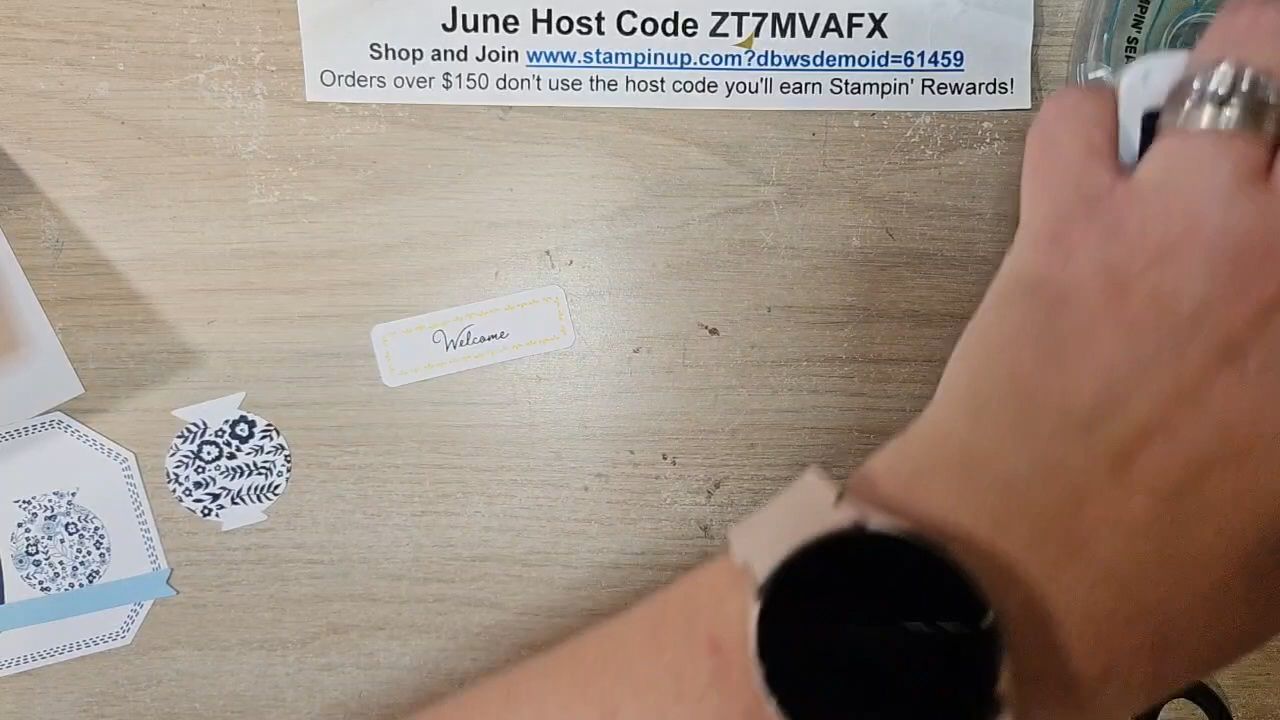 June Host Code ZT7MVAFX
Shop and Join www.stampinup.com?dbwsdemoid=61459
Orders over $150 don't use the host code you'll earn Stampin' Rewards!
Welcome